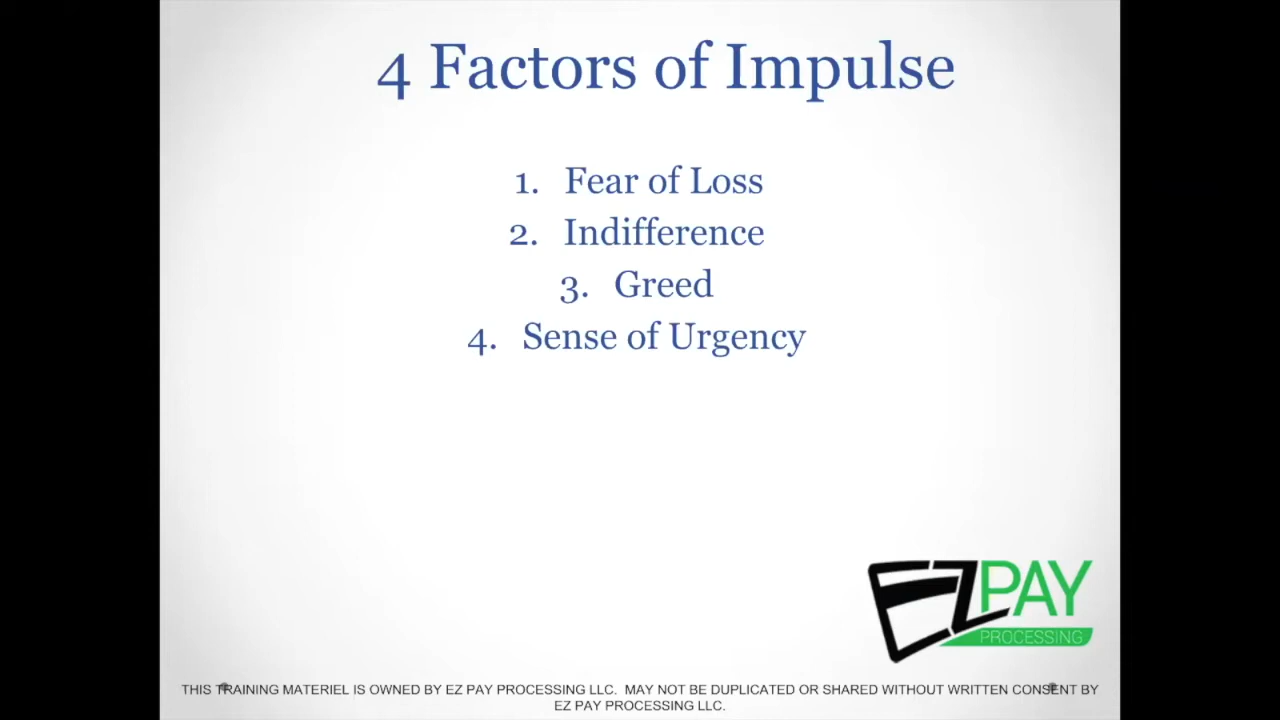 4 Factors of Impulse
1. Fear of Loss
2. Indifference
3. Greed
4. Sense of Urgency
EZPAY
PROCESSING
THIS TRAINING MATERIEL IS OWNED BY EZ PAY PROCESSING LLC. MAY NOT BE DUPLICATED OR SHARED WITHOUT WRITTEN CONSENT BY
EZ PAY PROCESSING LLC.